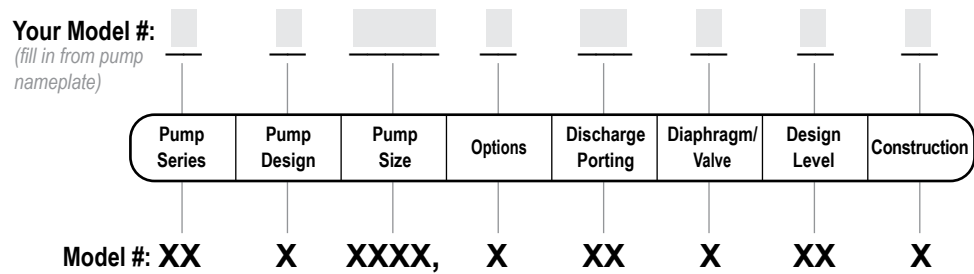 Your Model #:
(fill in from pump
nameplate)
Pump Series
Pump Design
Pump Size
Options
Discharge Porting
Diaphragm/ Valve
Design Level
Construction
Model #: XX X XXXX, X XX X XX X